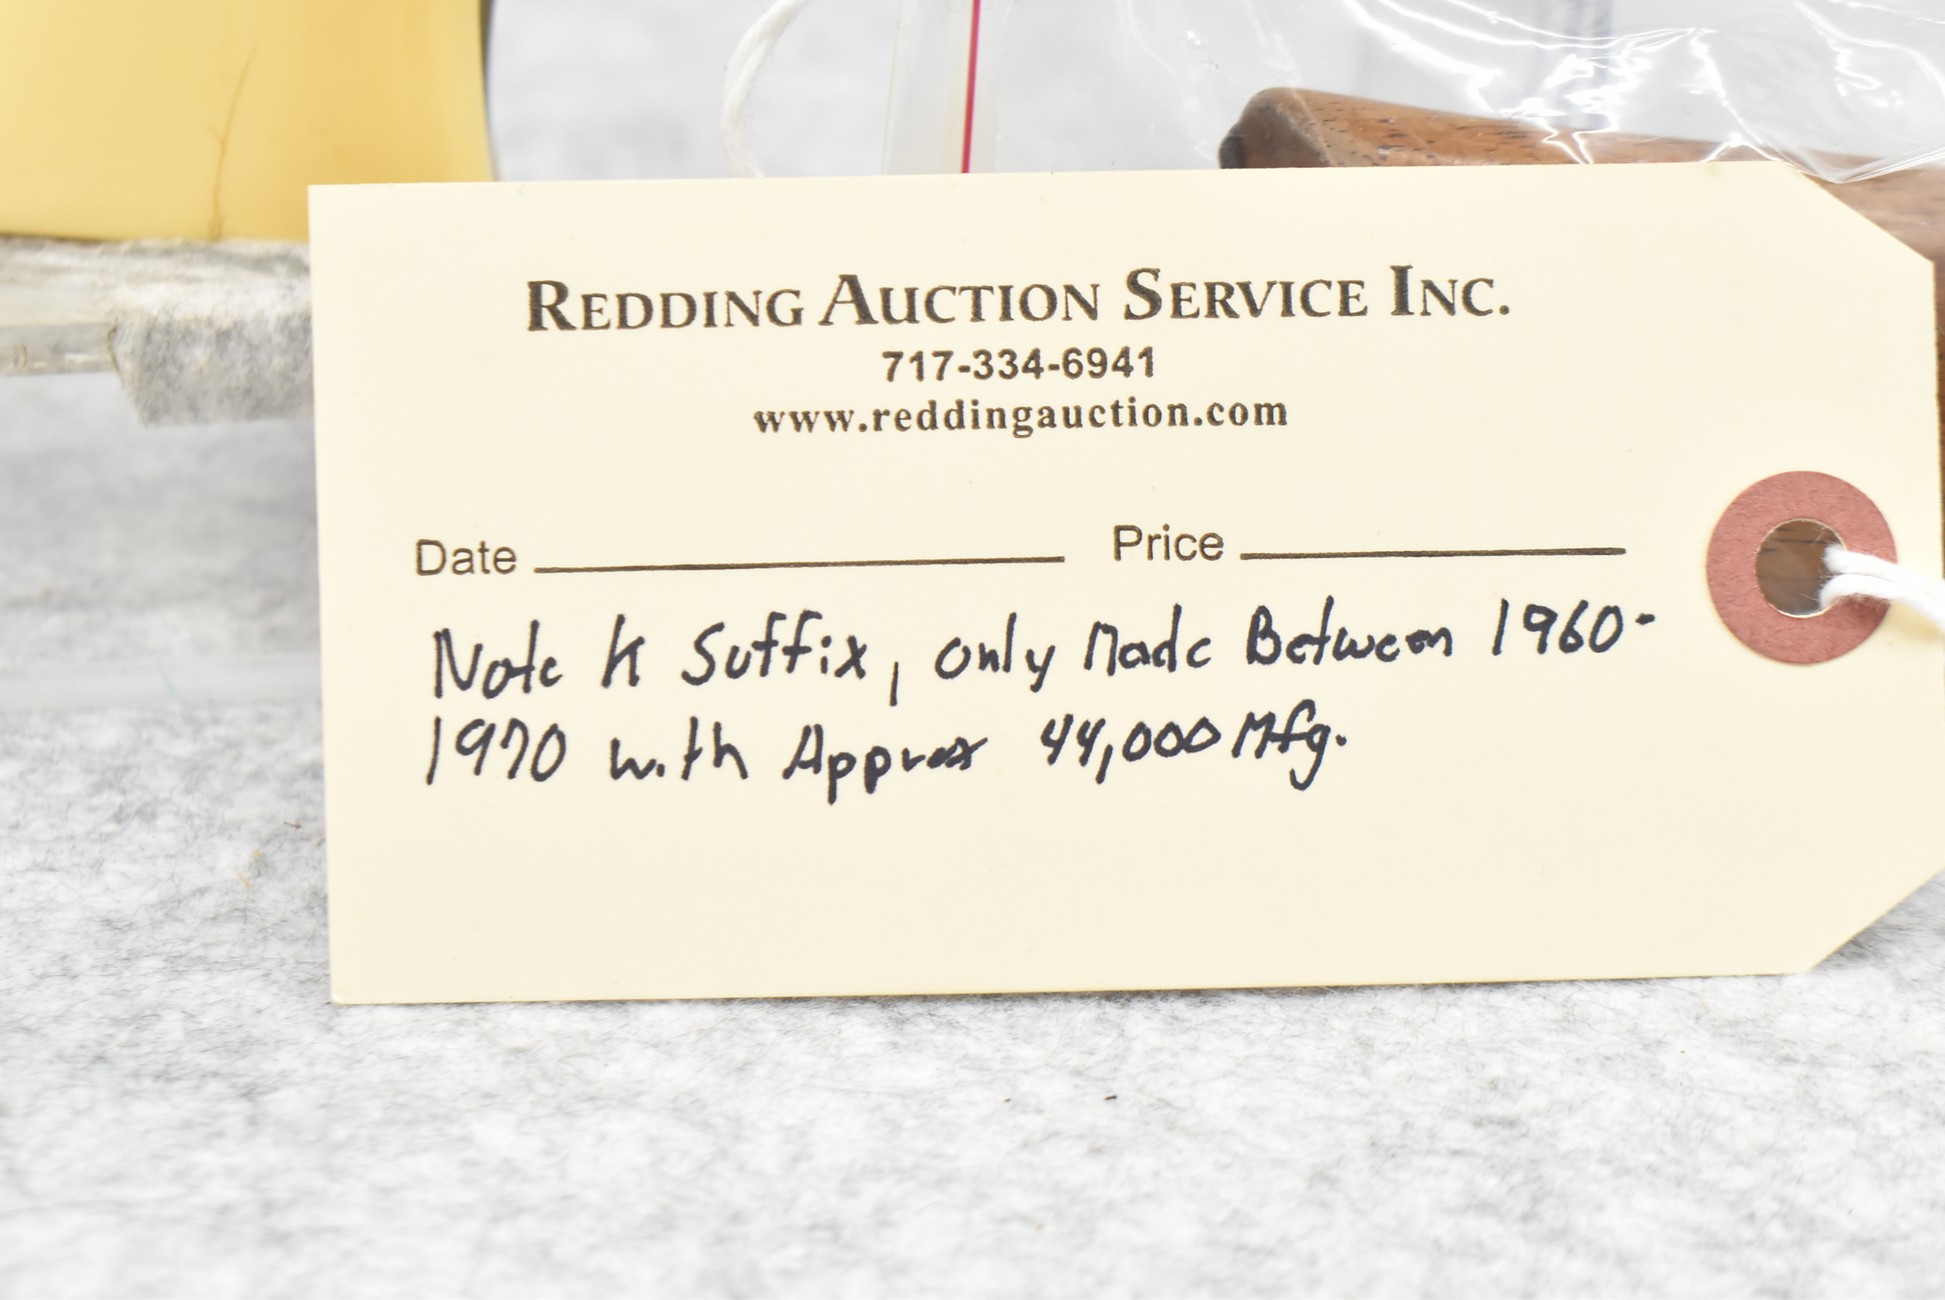 REDDING AUCTION SERVICE INC.
717-334-6941
www.reddingauction.com
Date Price
Note K Suffix, only Made Between 1960-
1970 with Approx 44,000 Mfg.